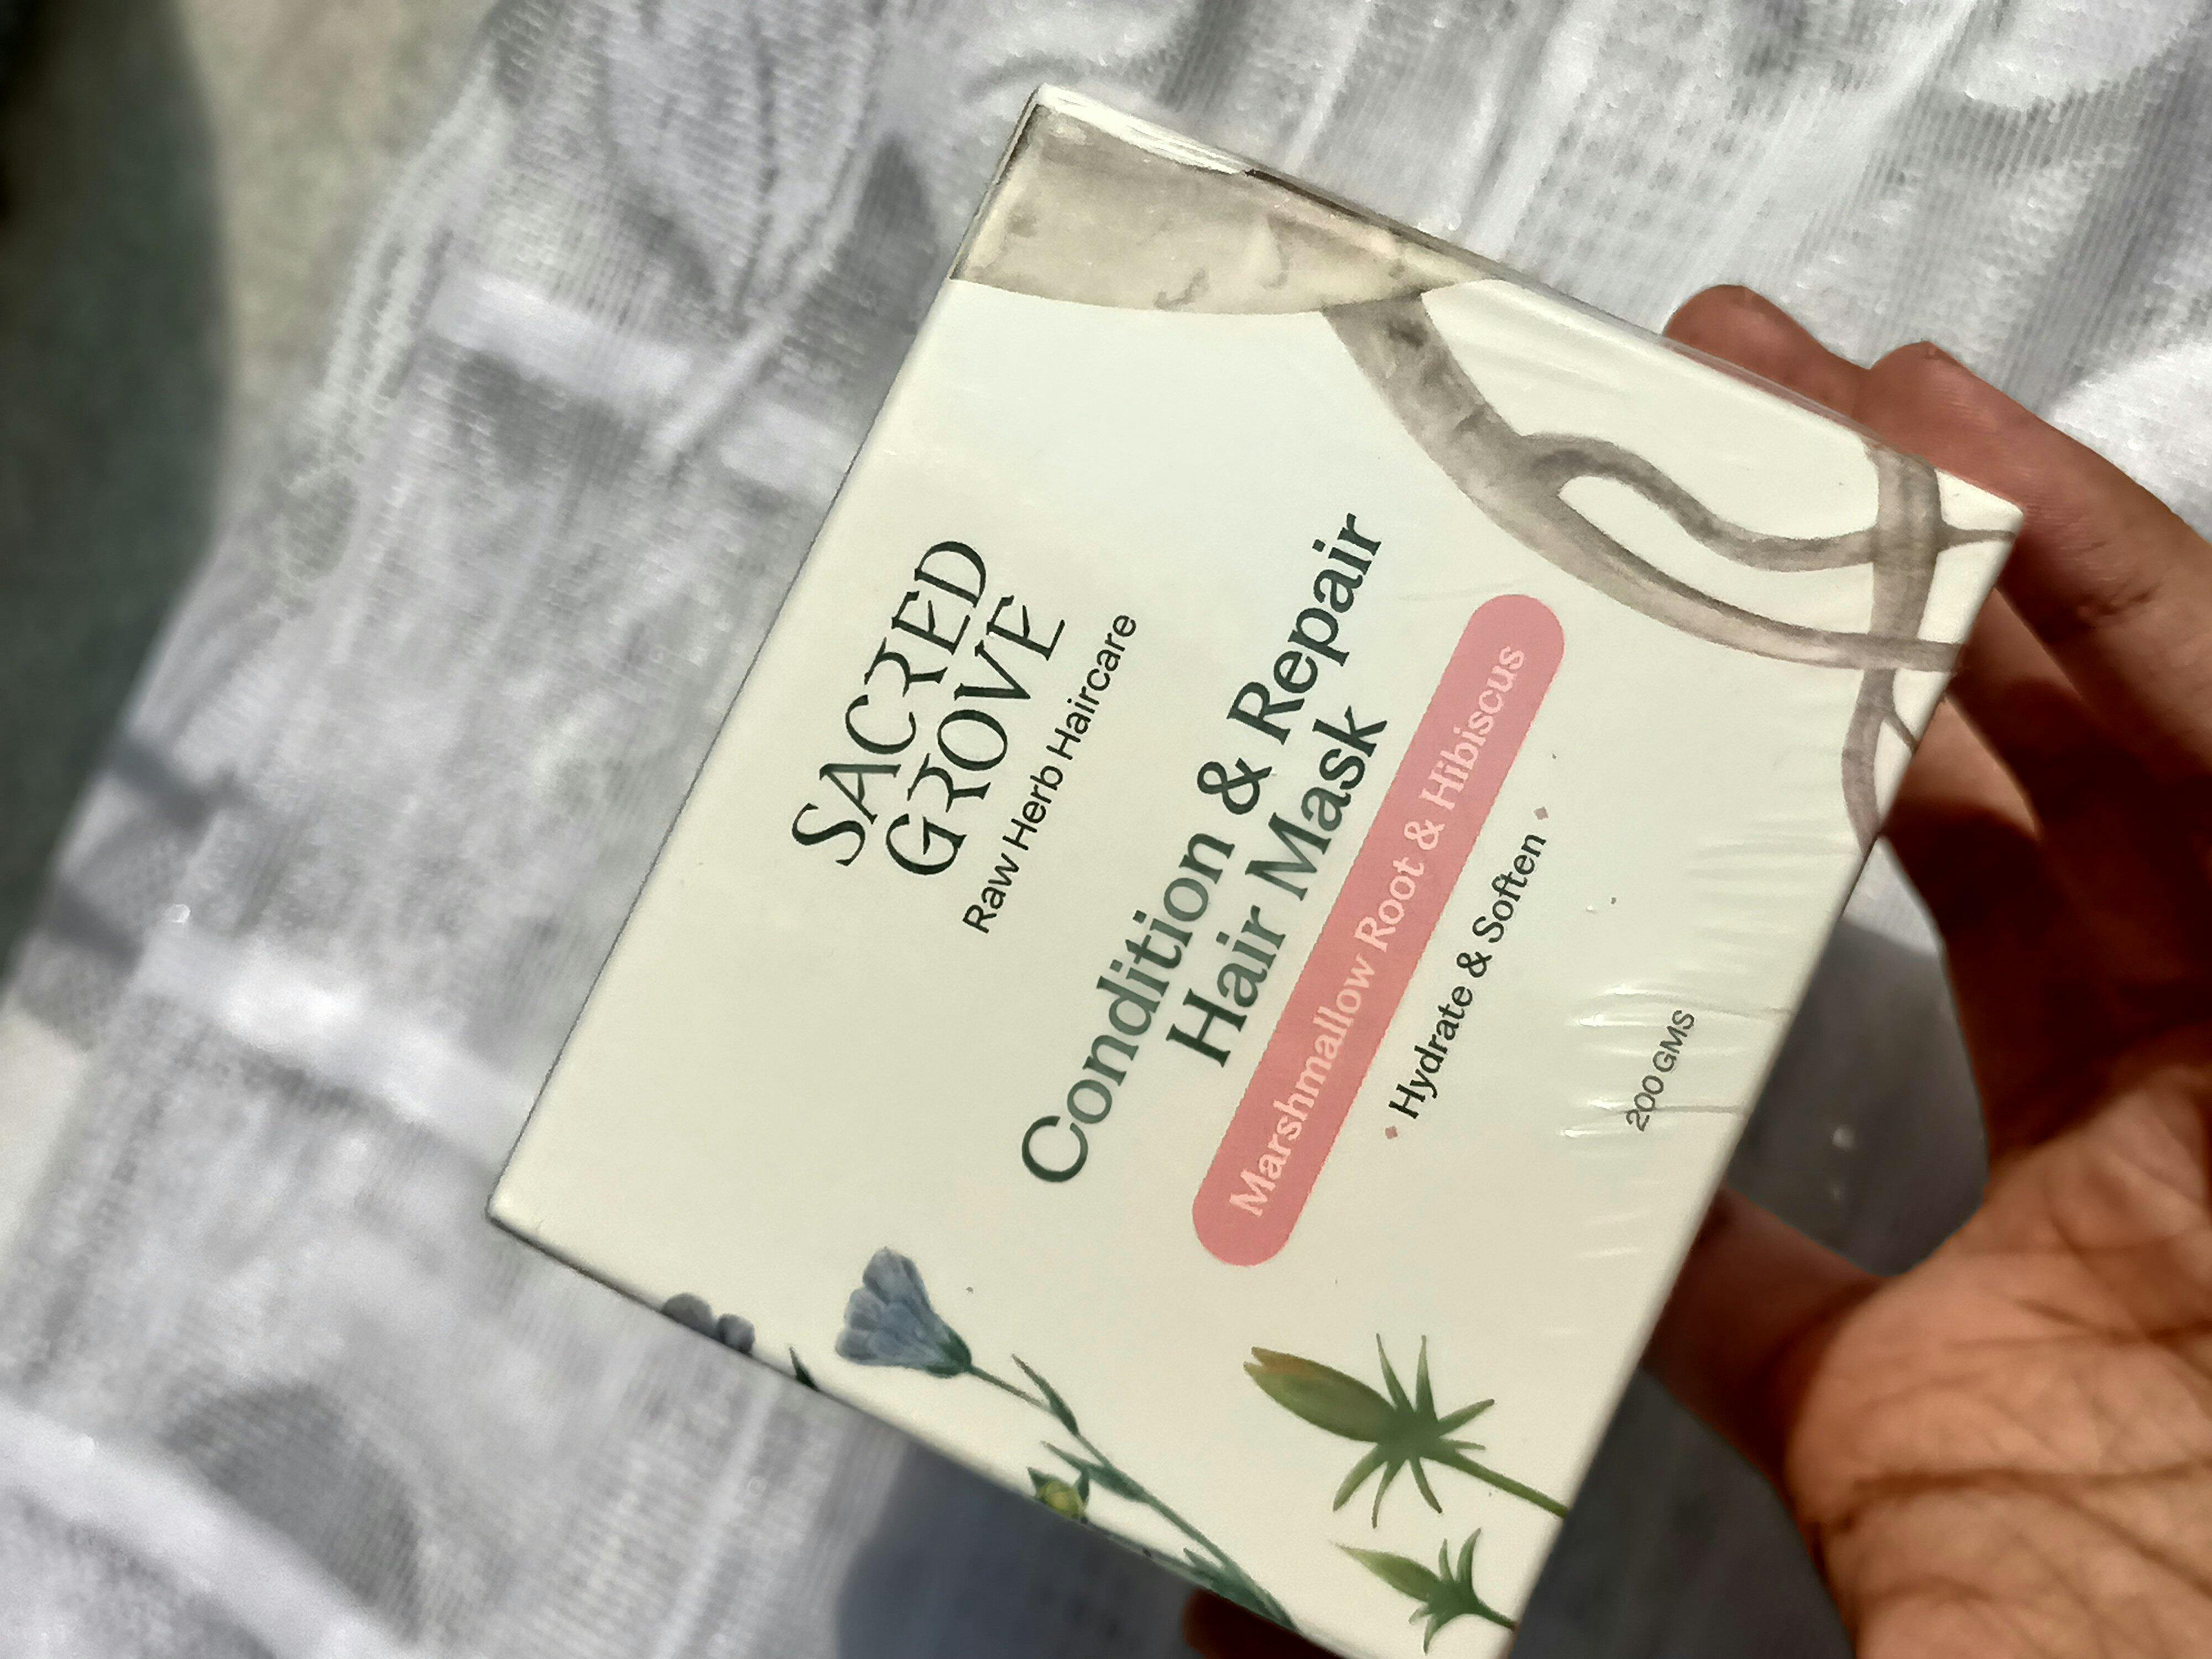 SACRED
GROVE
Raw Herb Haircare
Condition & Repair
Hair Mask
Marshmallow Root & Hibiscus
Hydrate & Soften
200 GMS